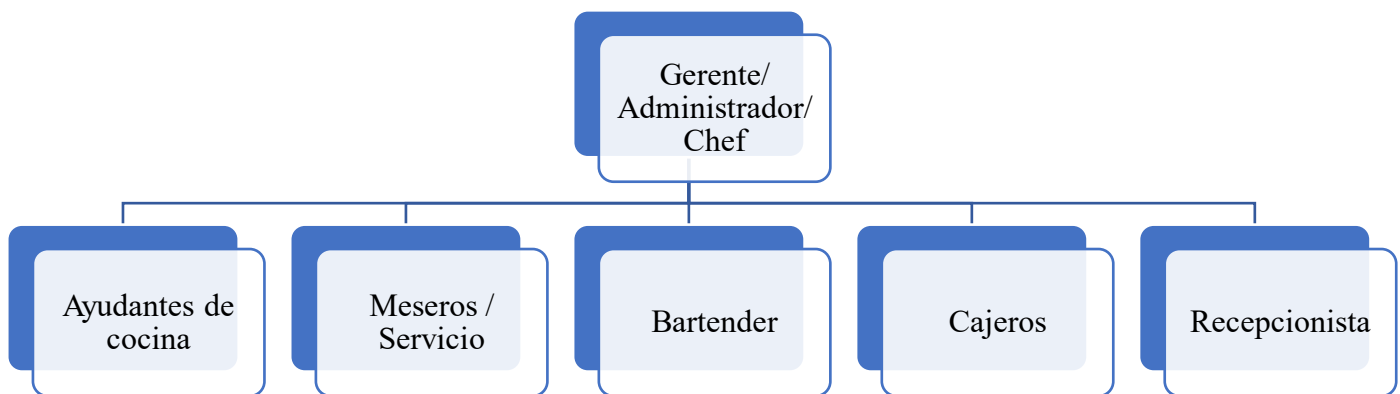 Gerente/
Administrador/
Chef
Ayudantes de
cocina
Meseros /
Servicio
Bartender
Cajeros
Recepcionista